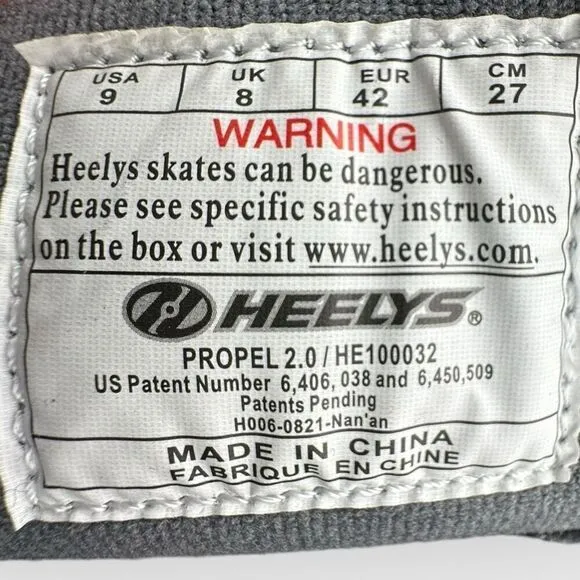 USA UK EUR CM
9 8 42 27
WARNING
Heelys skates can be dangerous.
Please see specific safety instructions
on the box or visit www.heelys.com.
HEELYS®
PROPEL 2.0 / HE100032
US Patent Number 6,406, 038 and 6,450,509
Patents Pending
H006-0821-Nan'an
MADE IN CHINA
FABRIQUE EN CHINE